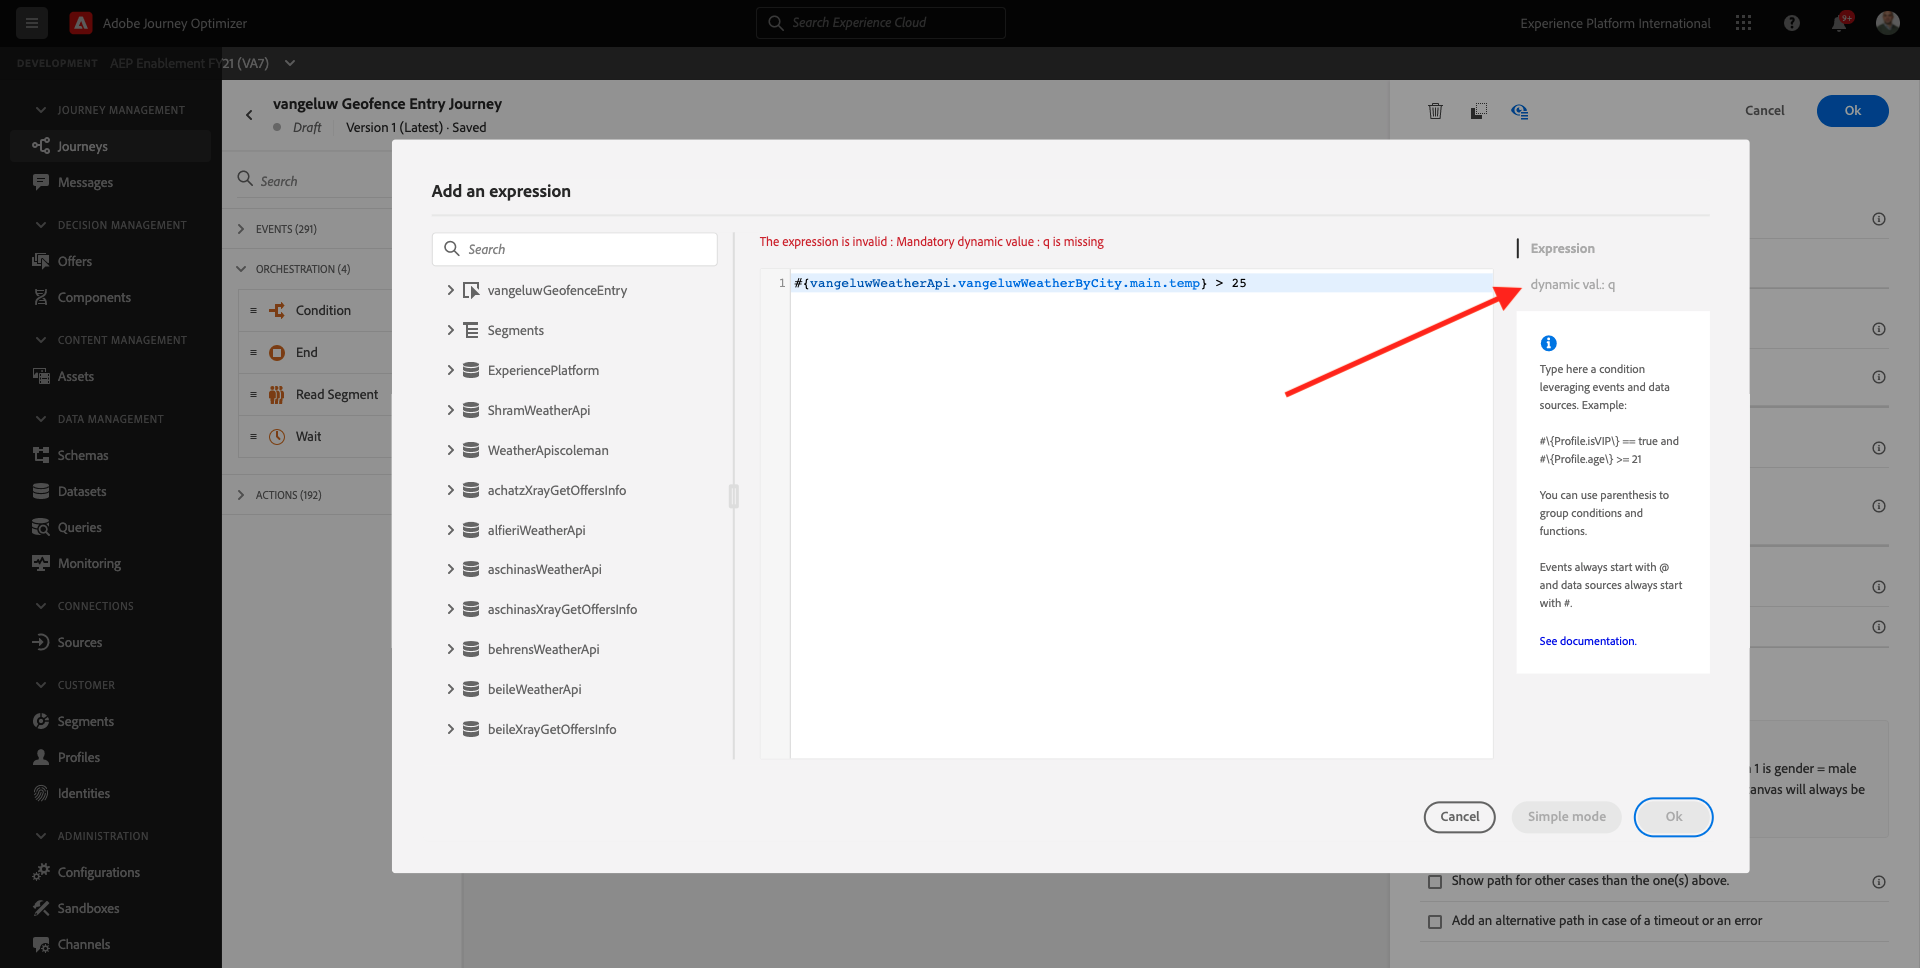 Adobe Journey Optimizer
Search Experience Cloud
Experience Platform International
9+
DEVELOPMENT AEP Enablement FY21 (VA7)
JOURNEY MANAGEMENT
Journeys
Messages
DECISION MANAGEMENT
Offers
Components
CONTENT MANAGEMENT
Assets
DATA MANAGEMENT
Schemas
Datasets
Queries
Monitoring
CONNECTIONS
Sources
CUSTOMER
Segments
Profiles
Identities
ADMINISTRATION
Configurations
Sandboxes
Channels
vangeluw Geofence Entry Journey
Draft Version 1 (Latest) · Saved
Search
EVENTS (291)
ORCHESTRATION (4)
Condition
End
Read Segment
Wait
ACTIONS (192)
Cancel
Ok
Add an expression
Search
vangeluwGeofenceEntry
Segments
ExperiencePlatform
ShramWeatherApi
WeatherApiscoleman
achatzXrayGetOffersInfo
alfieriWeatherApi
aschinasWeatherApi
aschinasXrayGetOffersInfo
behrensWeatherApi
beileWeatherApi
beileXrayGetOffersInfo
The expression is invalid : Mandatory dynamic value : q is missing
1 #{vangeluwWeatherApi.vangeluwWeatherByCity.main.temp} > 25
Expression
dynamic val.: q
Type here a condition
leveraging events and data
sources. Example:
#\{Profile.isVIP\} == true and
#\{Profile.age\} >= 21
You can use parenthesis to
group conditions and
functions.
Events always start with @
and data sources always start
with #.
See documentation.
Cancel
Simple mode
Ok
1 is gender = male
anvas will always be
Show path for other cases than the one(s) above.
Add an alternative path in case of a timeout or an error